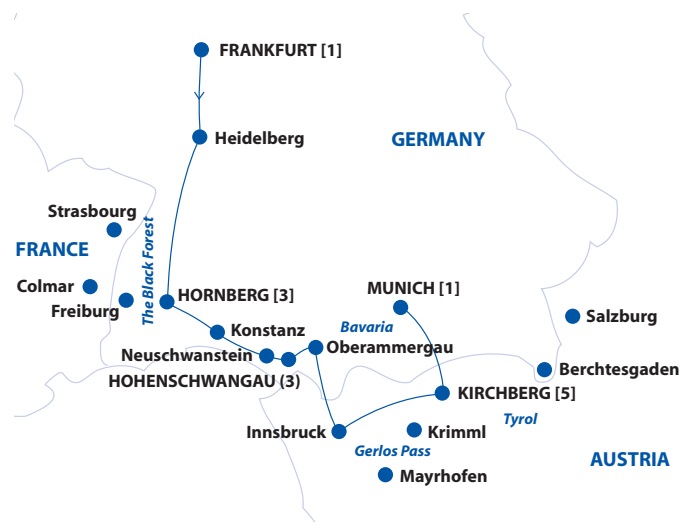 FRANKFURT [1]
Heidelberg
GERMANY
Strasbourg
FRANCE
The Black Forest
Colmar
Freiburg
HORNBERG [3]
MUNICH [1]
Konstanz
Bavaria
Salzburg
Neuschwanstein
Oberammergau
HOHENSCHWANGAU (3)
Berchtesgaden
KIRCHBERG [5]
Tyrol
Innsbruck
Krimml
Gerlos Pass
AUSTRIA
Mayrhofen